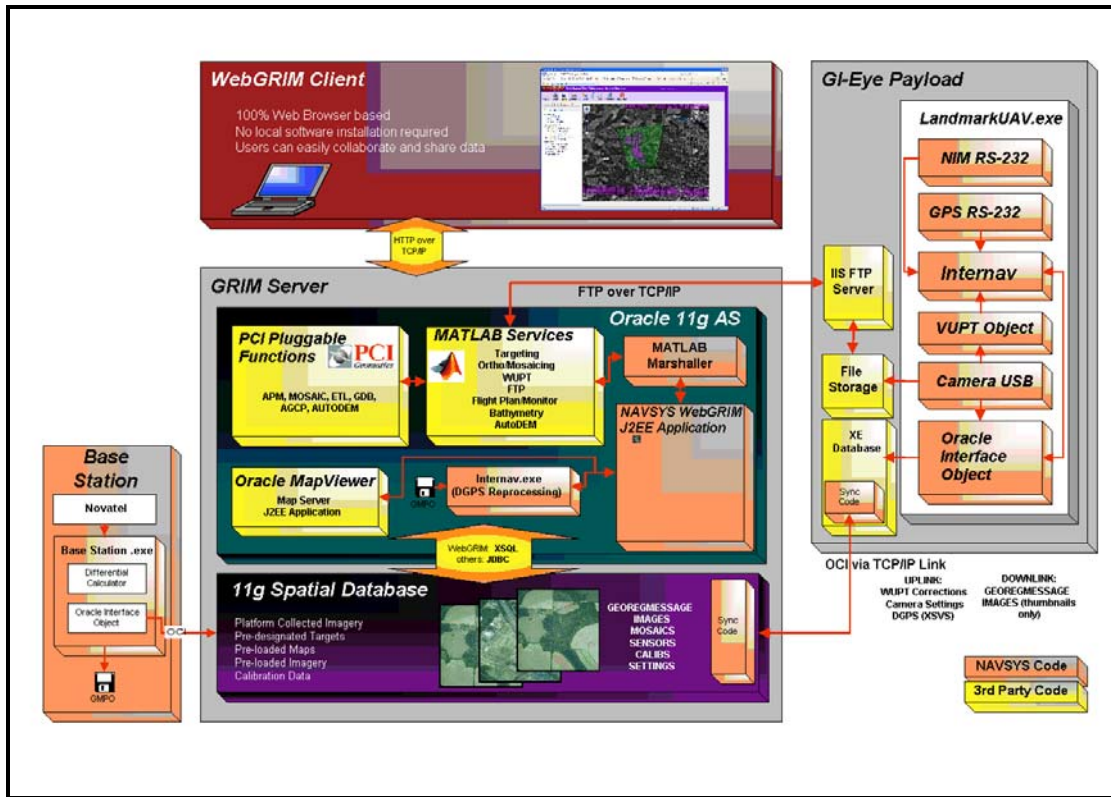 WebGRIM Client
100% Web Browser based
No local software installation required
Users can easily collaborate and share data
HTTP over
TCP/IP
GRIM Server
Oracle 11g AS
PCI Pluggable
Functions
PCI
Geomatics
APM, MOSAIC, ETL, GDB,
AGCP, AUTODEM
MATLAB Services
Targeting
Ortho/Mosaicing
WUPT
FTP
Flight Plan/Monitor
Bathymetry
AutoDEM
MATLAB
Marshaller
NAVSYS WebGRIM
J2EE Application
Oracle MapViewer
Map Server
J2EE Application
GMPO
Internav.exe
(DGPS Reprocessing)
WebGRIM: XSQL
others: JDBC
11g Spatial Database
Platform Collected Imagery
Pre-designated Targets
Pre-loaded Maps
Pre-loaded Imagery
Calibration Data
GEOREGMESSAGE
IMAGES
MOSAICS
SENSORS
CALIBS
SETTINGS
Sync
Code
Base
Station
Novatel
Base Station .exe
Differential
Calculator
Oracle Interface
Object
OCI
GMPO
FTP over TCP/IP
GI-Eye Payload
LandmarkUAV.exe
NIM RS-232
GPS RS-232
Internav
VUPT Object
Camera USB
Oracle
Interface
Object
IIS FTP
Server
File
Storage
XE
Database
Sync
Code
OCI via TCP/IP Link
UPLINK:
WUPT Corrections
Camera Settings
DGPS (XSVS)
DOWNLINK:
GEOREGMESSAGE
IMAGES (thumbnails
only)
NAVSYS Code
3rd Party Code